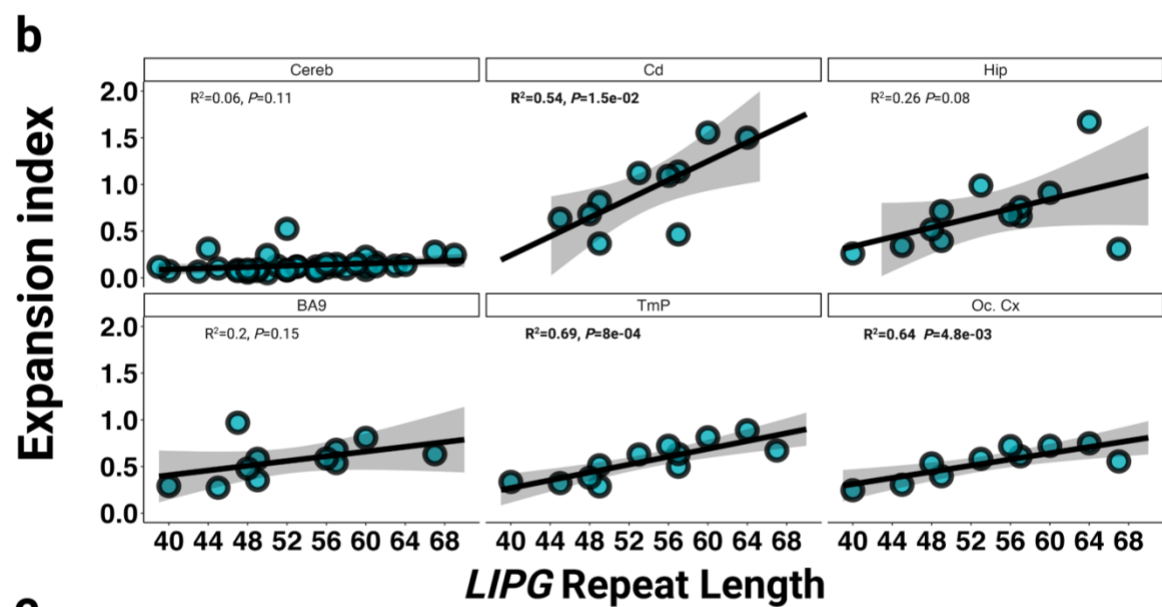 b
Expansion index
Cereb
Cd
Hip
R²=0.06, P=0.11
R²=0.54, P=1.5e-02
R²=0.26 P=0.08
2.0
1.5
1.0
0.5
0.0
BA9
TmP
Oc. Cx
R²=0.2, P=0.15
R²=0.69, P=8e-04
R²=0.64 P=4.8e-03
2.0
1.5
1.0
0.5
0.0
40 44 48 52 56 60 64 68
40 44 48 52 56 60 64 68
40 44 48 52 56 60 64 68
LIPG Repeat Length